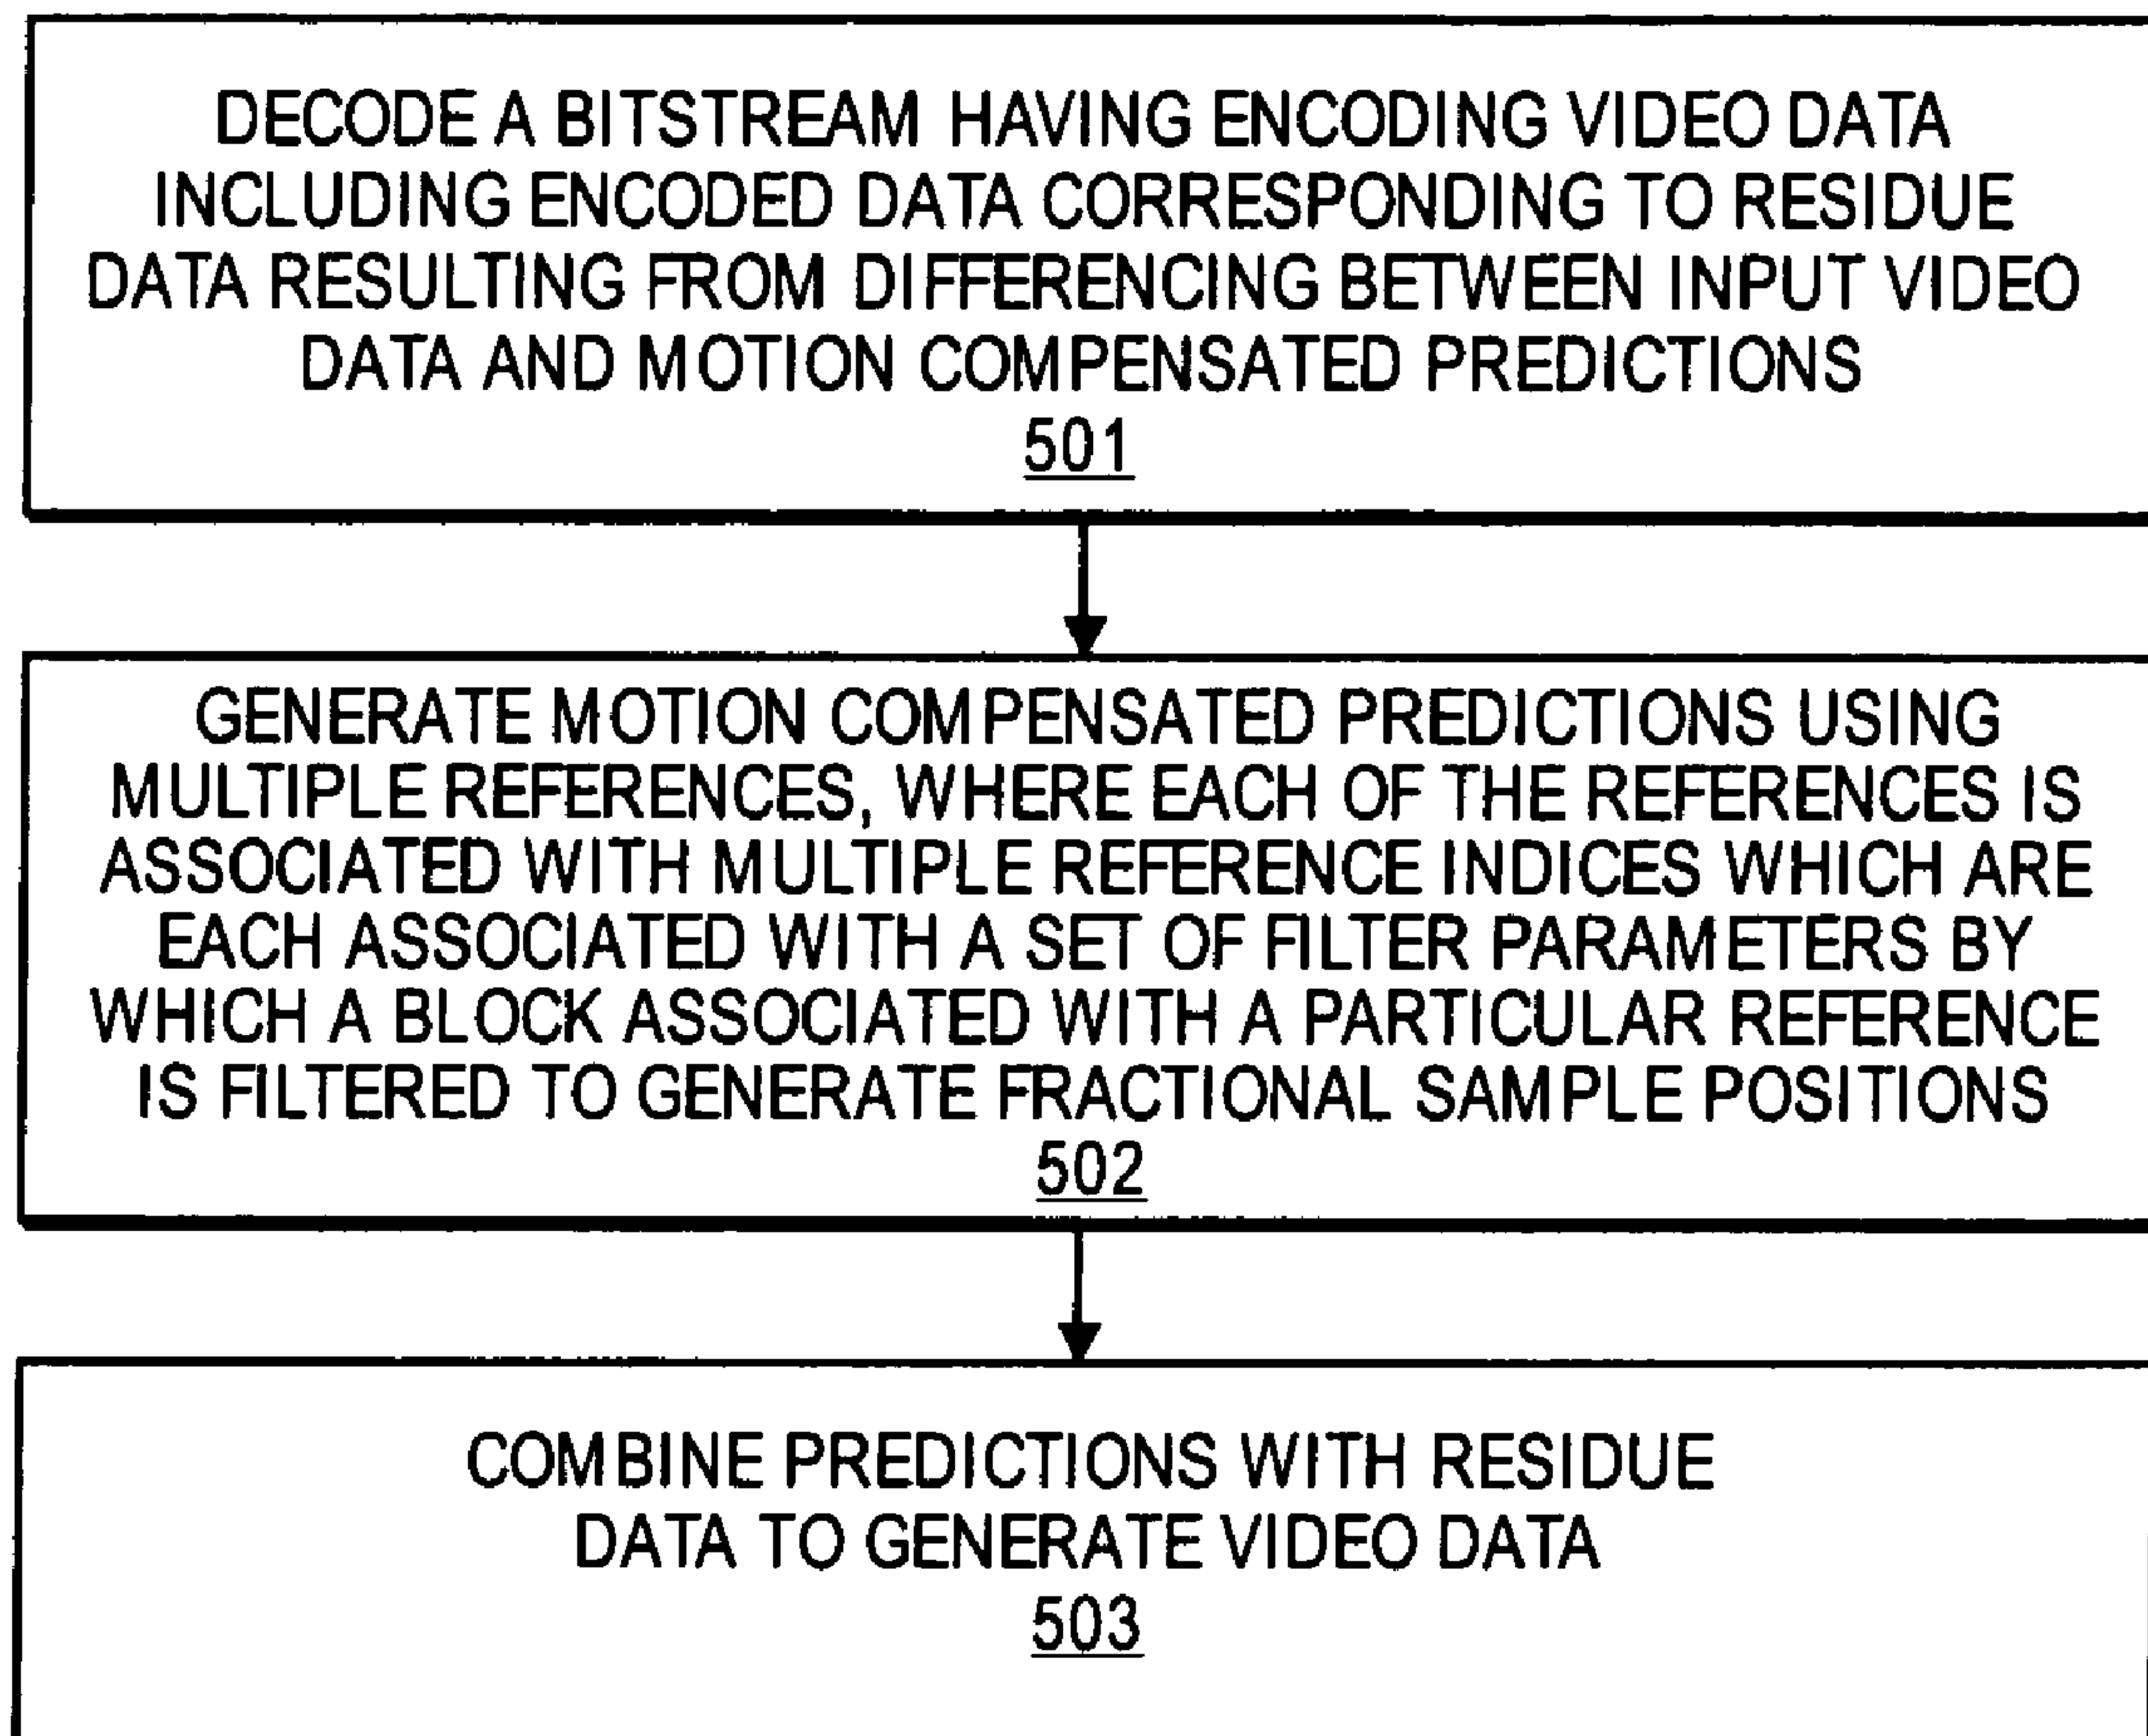 DECODE A BITSTREAM HAVING ENCODING VIDEO DATA
INCLUDING ENCODED DATA CORRESPONDING TO RESIDUE
DATA RESULTING FROM DIFFERENCING BETWEEN INPUT VIDEO
DATA AND MOTION COMPENSATED PREDICTIONS
501
GENERATE MOTION COMPENSATED PREDICTIONS USING
MULTIPLE REFERENCES, WHERE EACH OF THE REFERENCES IS
ASSOCIATED WITH MULTIPLE REFERENCE INDICES WHICH ARE
EACH ASSOCIATED WITH A SET OF FILTER PARAMETERS BY
WHICH A BLOCK ASSOCIATED WITH A PARTICULAR REFERENCE
IS FILTERED TO GENERATE FRACTIONAL SAMPLE POSITIONS
502
COMBINE PREDICTIONS WITH RESIDUE
DATA TO GENERATE VIDEO DATA
503